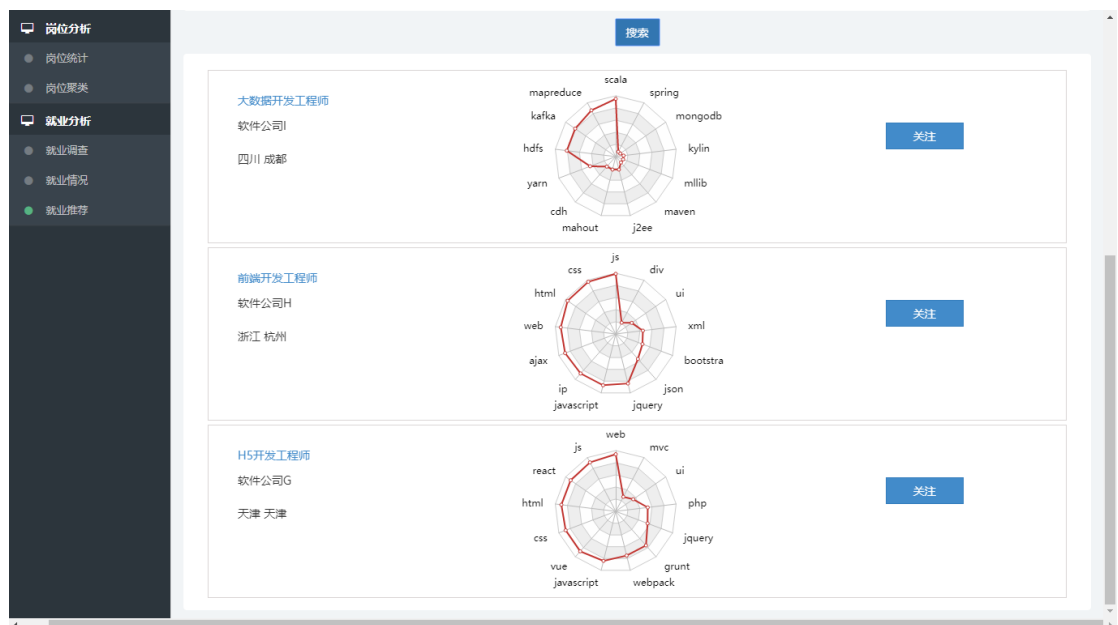 岗位分析
岗位统计
岗位聚类
就业分析
就业调查
就业情况
就业推荐
搜索
大数据开发工程师
软件公司I
四川 成都
scala
mapreduce
spring
kafka
mongodb
hdfs
kylin
yarn
mllib
cdh
maven
mahout
j2ee
关注
前端开发工程师
软件公司H
浙江 杭州
js
css
div
html
ui
web
xml
ajax
bootstra
ip
json
javascript
jquery
关注
H5开发工程师
软件公司G
天津 天津
web
js
mvc
react
ui
html
php
css
jquery
vue
grunt
javascript
webpack
关注